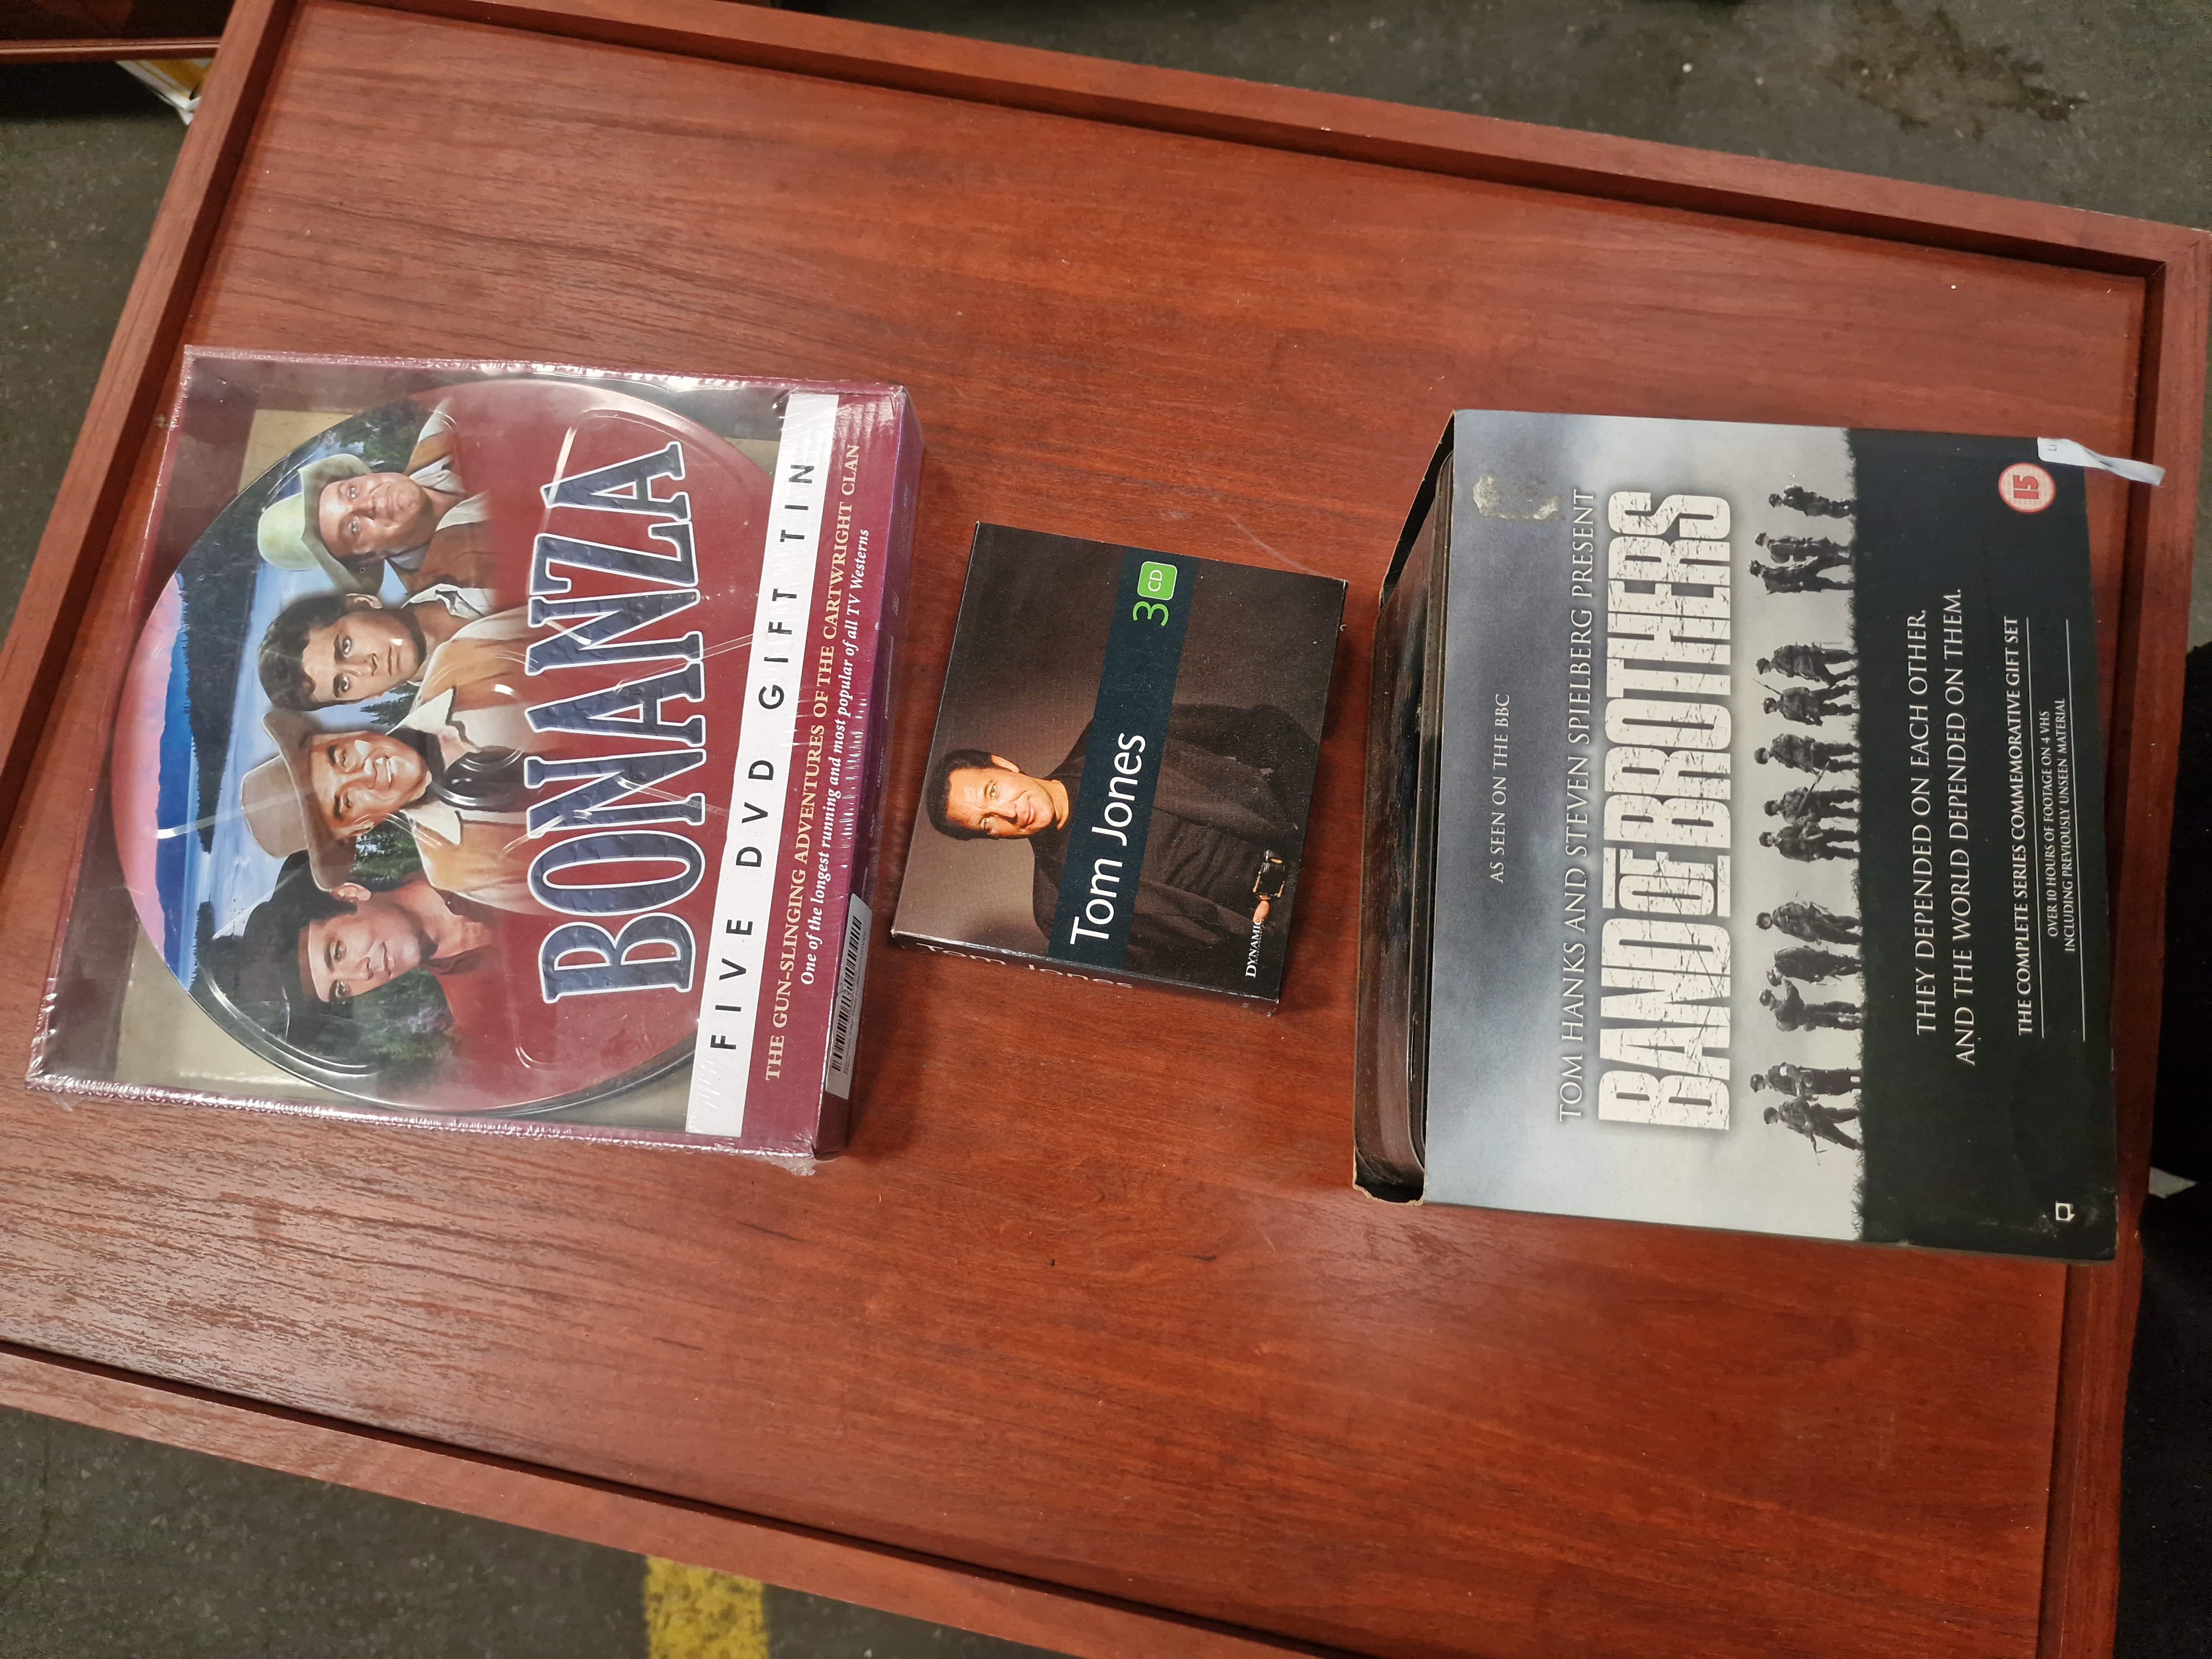 BONANZA
FIVE DVD GIFT TIN
THE GUN-SLINGING ADVENTURES OF THE CARTWRIGHT CLAN
One of the longest running and most popular of all TV Westerns
Tom Jones
3 CD
DYNAMIC
Tom Jones
AS SEEN ON THE BBC
TOM HANKS AND STEVEN SPIELBERG PRESENT
BAND OF BROTHERS
THEY DEPENDED ON EACH OTHER.
AND THE WORLD DEPENDED ON THEM.
THE COMPLETE SERIES COMMEMORATIVE GIFT SET
OVER 10 HOURS OF FOOTAGE ON 4 VHS
INCLUDING PREVIOUSLY UNSEEN MATERIAL
15